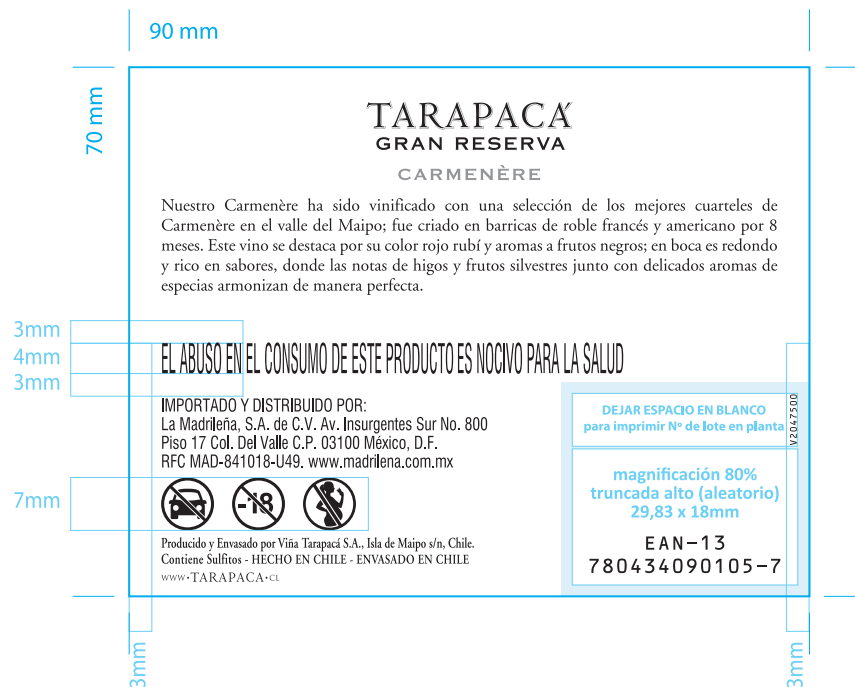 90 mm
70 mm
TARAPACÁ
GRAN RESERVA
CARMENÈRE
Nuestro Carmenère ha sido vinificado con una selección de los mejores cuarteles de
Carmenère en el valle del Maipo; fue criado en barricas de roble francés y americano por 8
meses. Este vino se destaca por su color rojo rubí y aromas a frutos negros; en boca es redondo
y rico en sabores, donde las notas de higos y frutos silvestres junto con delicados aromas de
especias armonizan de manera perfecta.
3mm
4mm
3mm
EL ABUSO EN EL CONSUMO DE ESTE PRODUCTO ES NOCIVO PARA LA SALUD
IMPORTADO Y DISTRIBUIDO POR:
La Madrileña, S.A. de C.V. Av. Insurgentes Sur No. 800
Piso 17 Col. Del Valle C.P. 03100 México, D.F.
RFC MAD-841018-U49. www.madrilena.com.mx
7mm
-18
Producido y Envasado por Viña Tarapacá S.A., Isla de Maipo s/n, Chile.
Contiene Sulfitos - HECHO EN CHILE - ENVASADO EN CHILE
WWW·TARAPACA·CL
DEJAR ESPACIO EN BLANCO
para imprimir Nº de lote en planta
V2047500
magnificación 80%
truncada alto (aleatorio)
29,83 x 18mm
EAN-13
780434090105-7
3mm
3mm